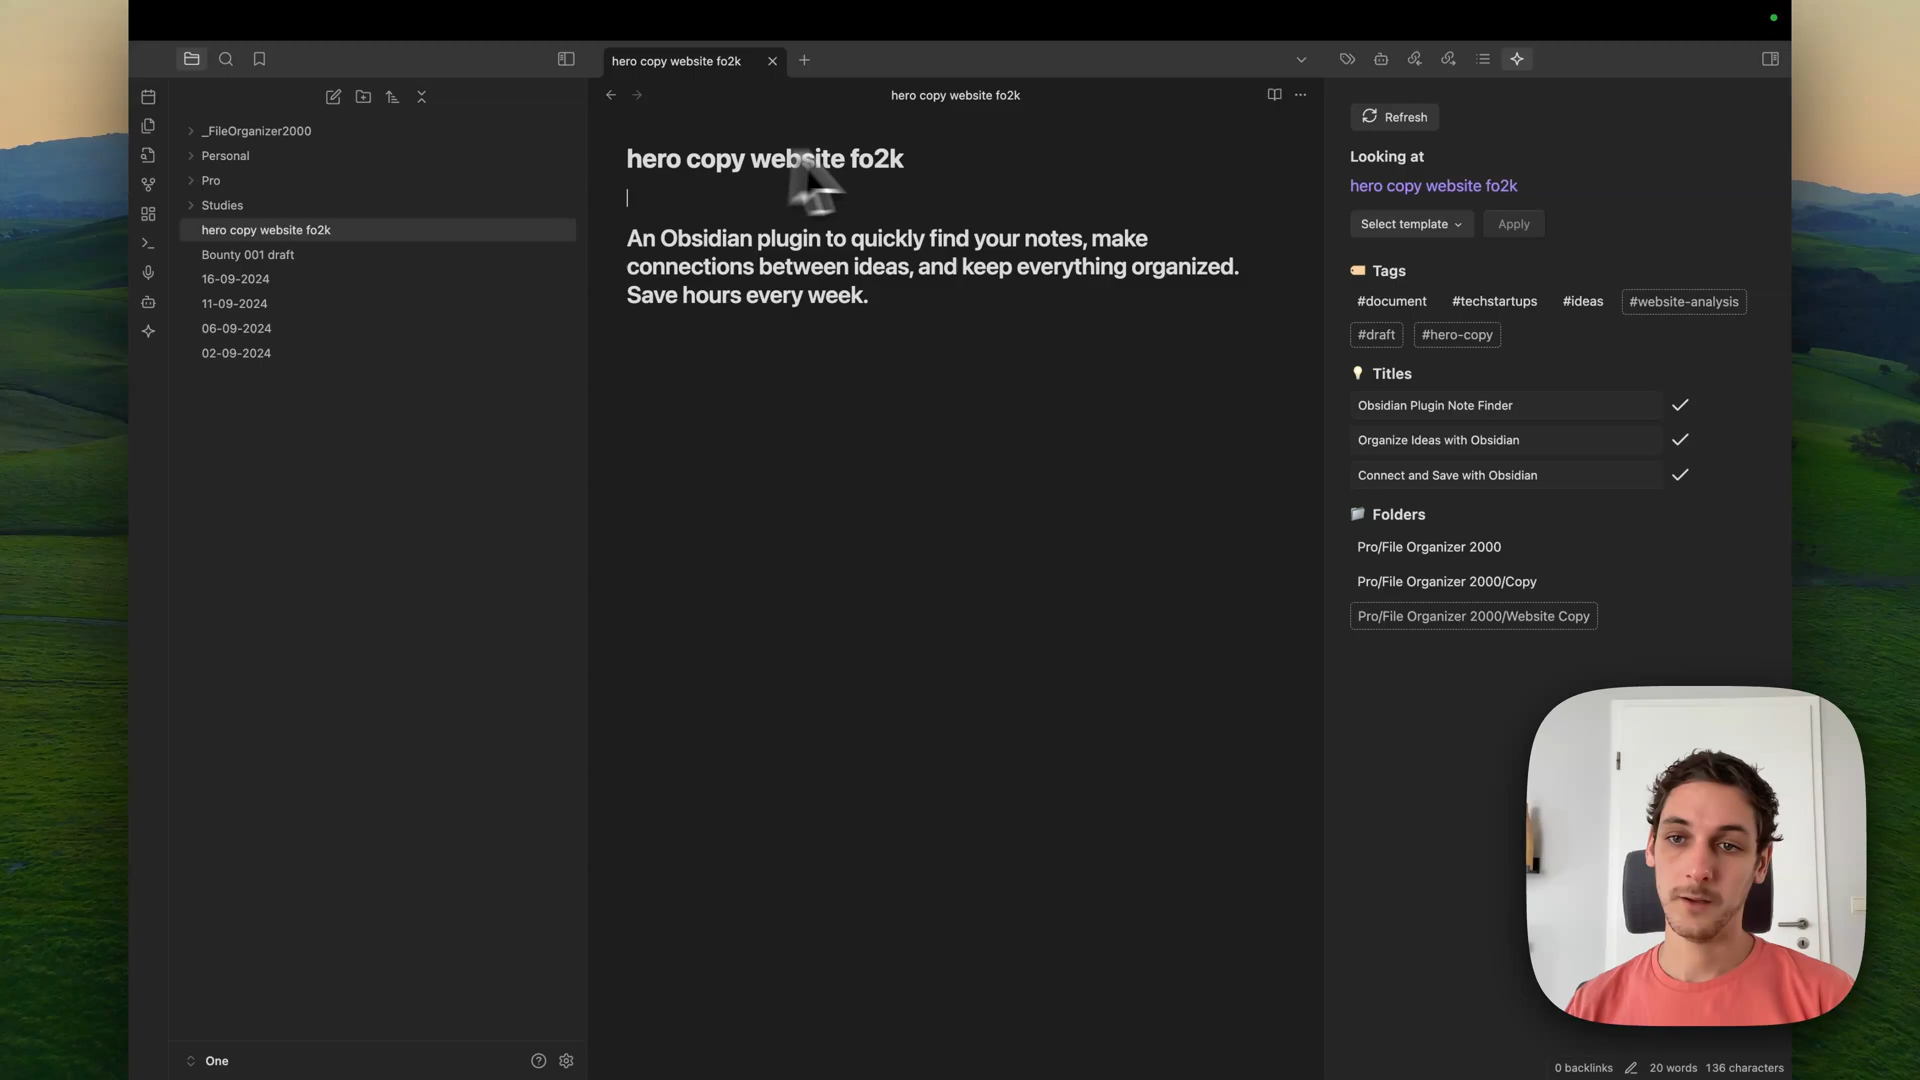 hero copy website fo2k
hero copy website fo2k
_FileOrganizer2000
Personal
Pro
Studies
hero copy website fo2k
Bounty 001 draft
16-09-2024
11-09-2024
06-09-2024
02-09-2024
One
hero copy website fo2k
An Obsidian plugin to quickly find your notes, make
connections between ideas, and keep everything organized.
Save hours every week.
Refresh
Looking at
hero copy website fo2k
Select template
Apply
Tags
#document #techstartups #ideas #website-analysis
#draft #hero-copy
Titles
Obsidian Plugin Note Finder
Organize Ideas with Obsidian
Connect and Save with Obsidian
Folders
Pro/File Organizer 2000
Pro/File Organizer 2000/Copy
Pro/File Organizer 2000/Website Copy
0 backlinks 20 words 136 characters